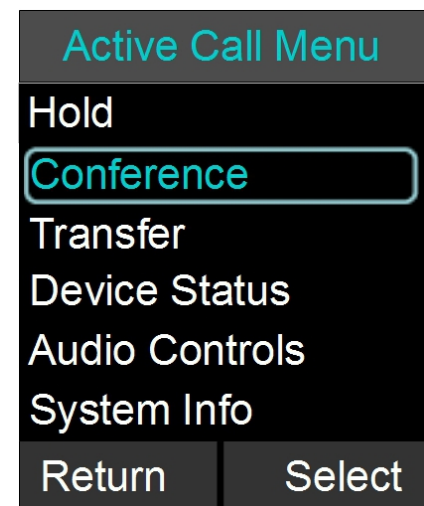 Active Call Menu
Hold
Conference
Transfer
Device Status
Audio Controls
System Info
Return Select